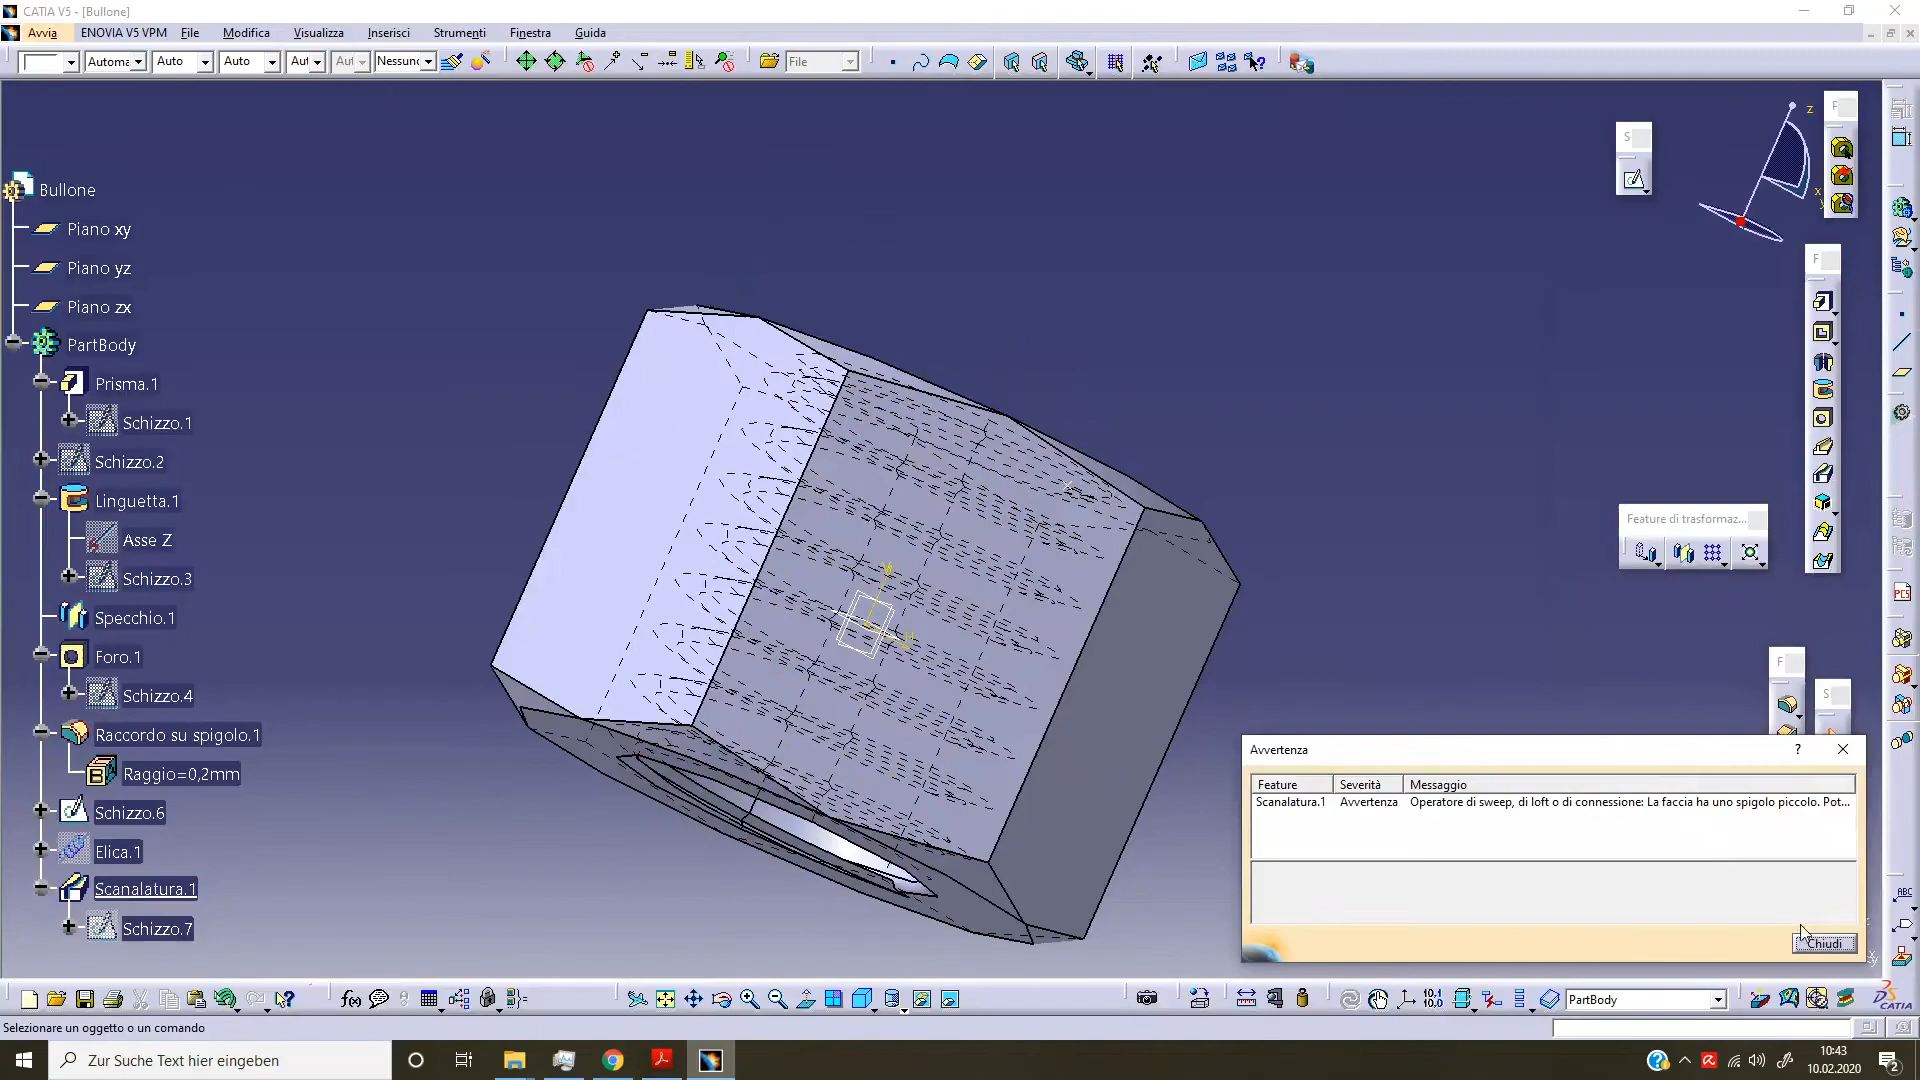 CATIA V5 - [Bullone]
Avvia ENOVIA V5 VPM File Modifica Visualizza Inserisci Strumenti Finestra Guida
Automa Auto Auto Aut Aut Nessuno File
Bullone
Piano xy
Piano yz
Piano zx
PartBody
Prisma.1
Schizzo.1
Schizzo.2
Linguetta.1
Asse Z
Schizzo.3
Specchio.1
Foro.1
Schizzo.4
Raccordo su spigolo.1
Raggio=0,2mm
Schizzo.6
Elica.1
Scanalatura.1
Schizzo.7
V
H
z
x
y
S
F
F
Feature di trasformaz...
F
S
Avvertenza
Feature Severità Messaggio
Scanalatura.1 Avvertenza Operatore di sweep, di loft o di connessione: La faccia ha uno spigolo piccolo. Pot...
Chiudi
PartBody
CATIA
Selezionare un oggetto o un comando
Zur Suche Text hier eingeben
10:43
10.02.2020
2